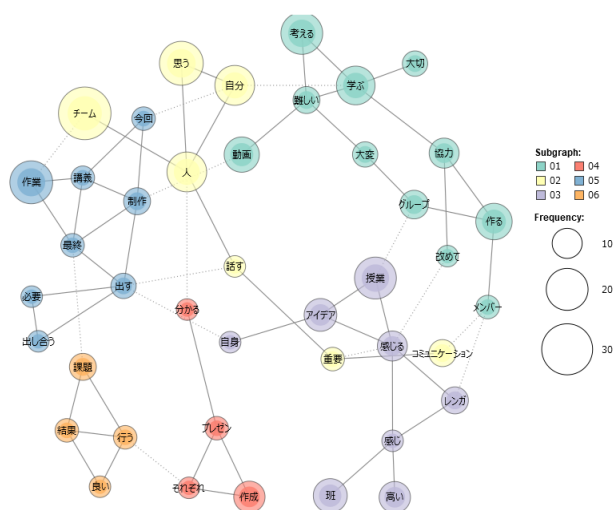 考える
思う
大切
自分
学ぶ
難しい
チーム
今回
動画
大変
協力
人
講義
作業
制作
グループ
作る
最終
改めて
話す
授業
出す
必要
分かる
アイデア
メンバー
自身
出し合う
感じる
重要
コミュニケーション
課題
レンガ
結果
行う
プレゼン
感じ
良い
それぞれ
作成
班
高い
Subgraph:
01 04
02 05
03 06
Frequency:
10
20
30